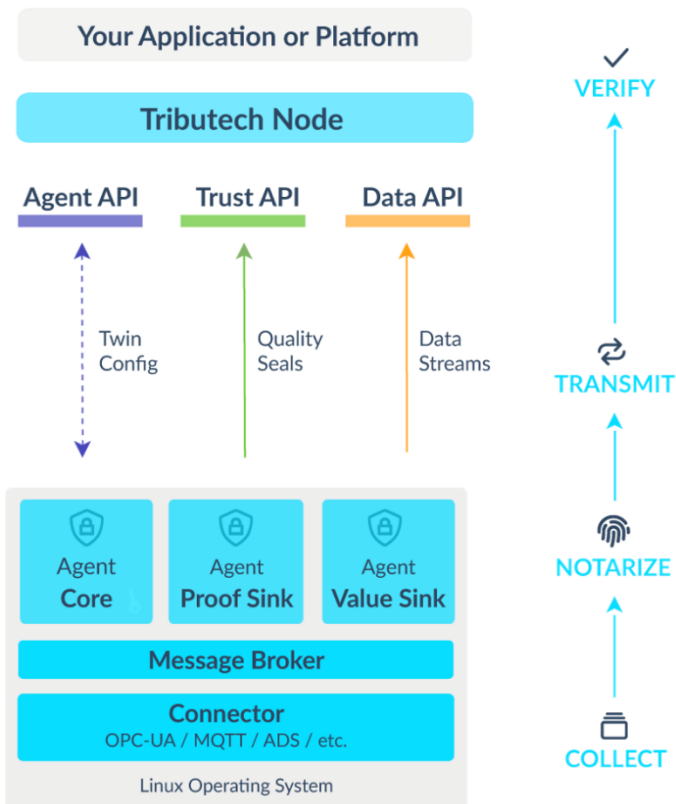 Your Application or Platform
VERIFY
Tributech Node
Agent API
Trust API
Data API
Twin
Config
Quality
Seals
Data
Streams
TRANSMIT
Agent
Core
Agent
Proof Sink
Agent
Value Sink
NOTARIZE
Message Broker
Connector
OPC-UA / MQTT / ADS / etc.
COLLECT
Linux Operating System